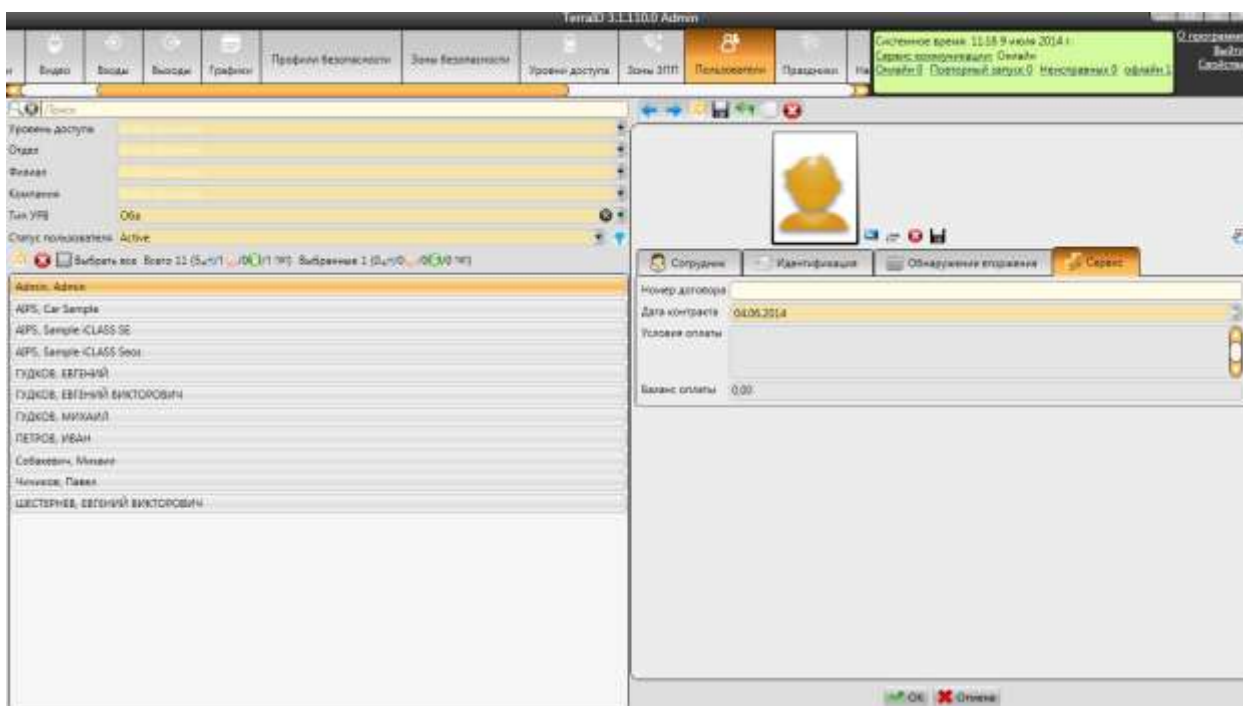 TerraID 3.1.110.0 Admin
Видео
Входы
Выходы
Графики
Профили безопасности
Зоны безопасности
Уровни доступа
Зоны ЗПП
Пользователи
Праздники
На
Системное время: 11:18 9 июля 2014 г.
Сервис коммуникации: Онлайн
Онлайн 0 Повторный запуск 0 Неисправных 0 офлайн 1
О программе
Выйти
Свойства
Поиск
Уровень доступа
Отдел
Филиал
Компания
Тип УРВ Оба
Статус пользователя Active
Выбрать все Всего 11
Выбранные 1
Admin, Admin
AIPS, Car Sample
AIPS, Sample iCLASS SE
AIPS, Sample iCLASS Seos
ГУДКОВ, ЕВГЕНИЙ
ГУДКОВ, ЕВГЕНИЙ ВИКТОРОВИЧ
ГУДКОВ, МИХАИЛ
ПЕТРОВ, ИВАН
Собакевич, Михаил
Чичиков, Павел
ШЕСТЕРНЕВ, ЕВГЕНИЙ ВИКТОРОВИЧ
Сотрудник
Идентификация
Обнаружение вторжения
Сервис
Номер договора
Дата контракта 04.06.2014
Условия оплаты
Баланс оплаты 0,00
OK
Отмена